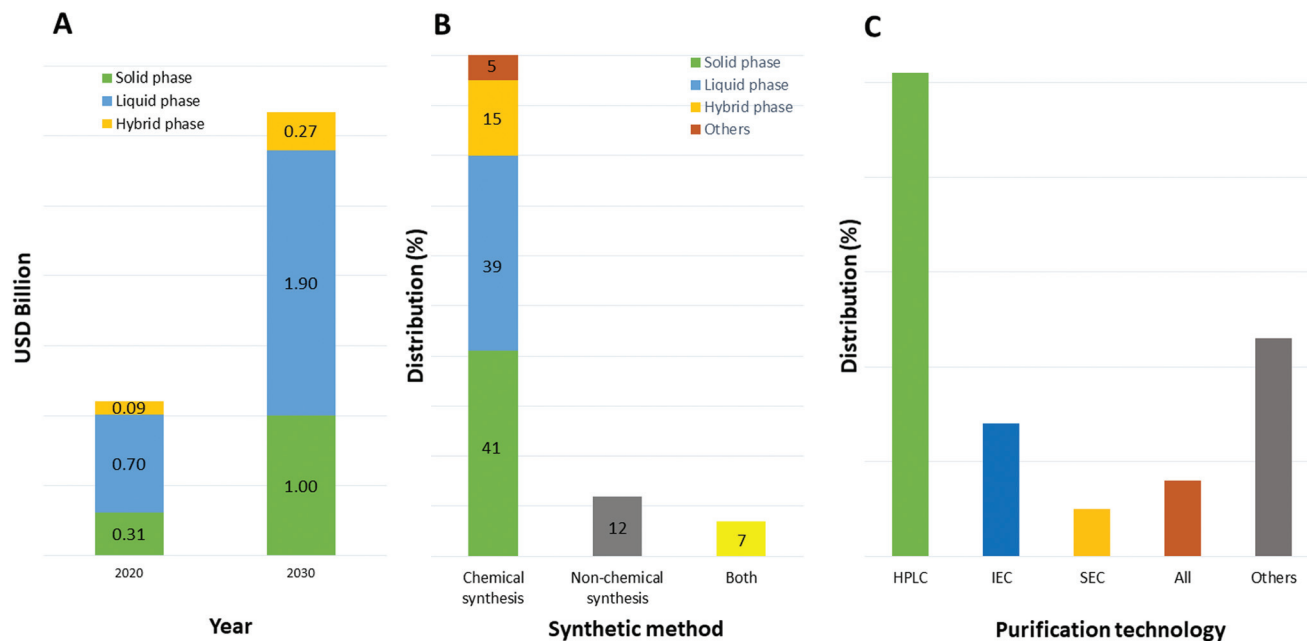 A
Solid phase
Liquid phase
Hybrid phase
USD Billion
0.09
0.70
0.31
0.27
1.90
1.00
2020
2030
Year
B
Solid phase
Liquid phase
Hybrid phase
Others
Distribution (%)
5
15
39
41
12
7
Chemical
synthesis
Non-chemical
synthesis
Both
Synthetic method
C
Distribution (%)
HPLC
IEC
SEC
All
Others
Purification technology